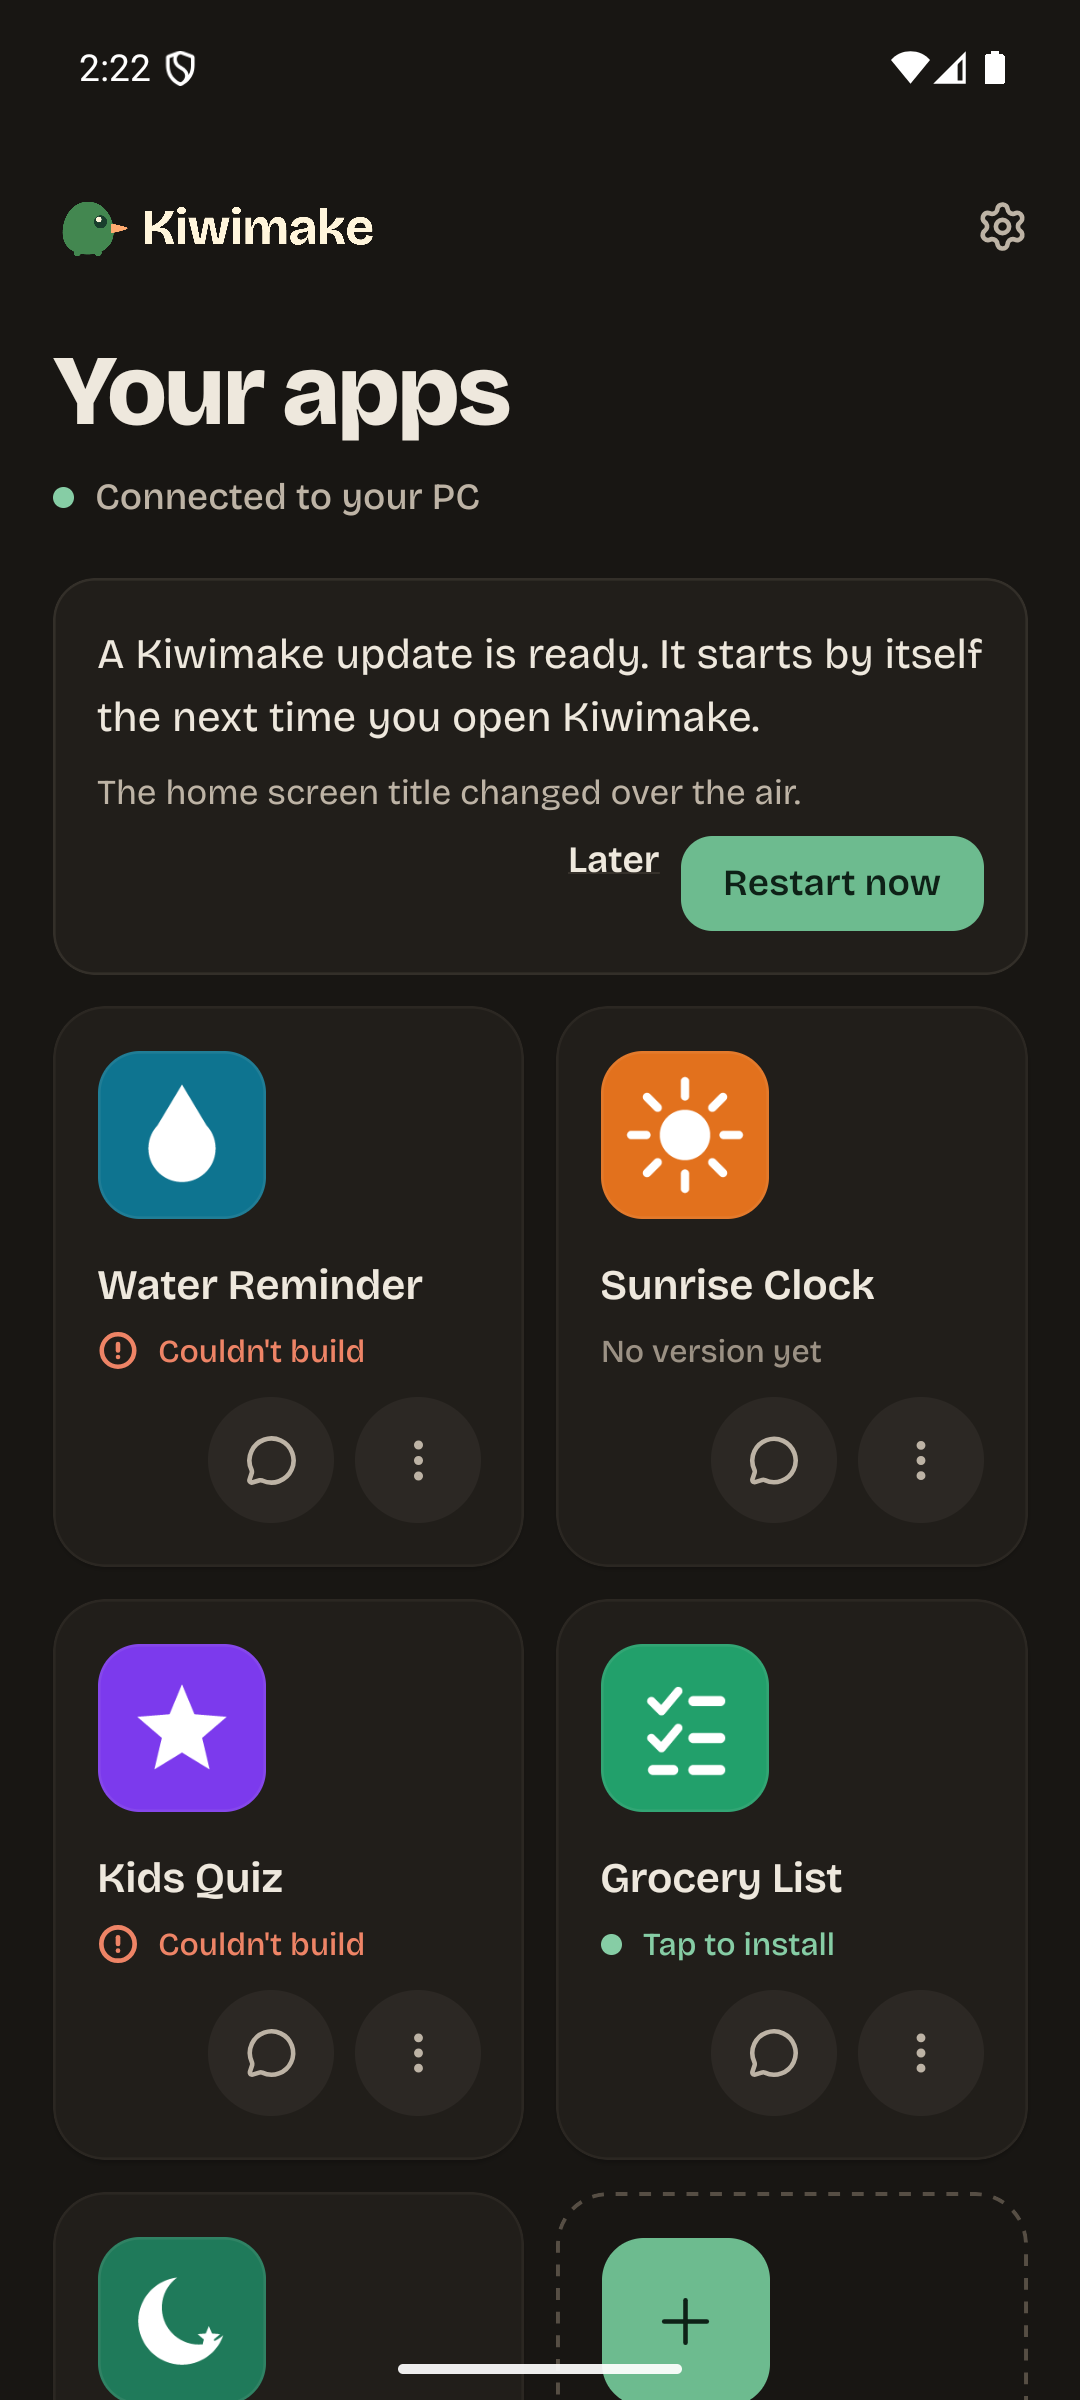 2:22
Kiwimake
Your apps
Connected to your PC
A Kiwimake update is ready. It starts by itself
the next time you open Kiwimake.
The home screen title changed over the air.
Later
Restart now
Water Reminder
Couldn't build
Sunrise Clock
No version yet
Kids Quiz
Couldn't build
Grocery List
Tap to install